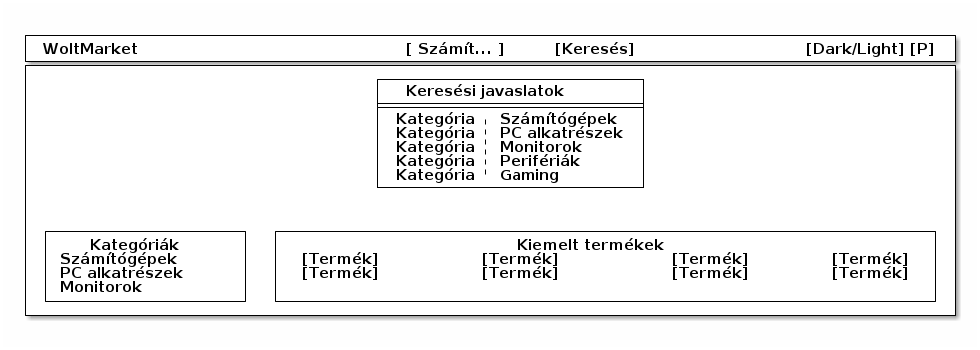 WoltMarket [ Számít... ] [Keresés] [Dark/Light] [P]
Keresési javaslatok
Kategória Számítógépek
Kategória PC alkatrészek
Kategória Monitorok
Kategória Perifériák
Kategória Gaming
Kategóriák
Számítógépek
PC alkatrészek
Monitorok
Kiemelt termékek
[Termék] [Termék] [Termék] [Termék]
[Termék] [Termék] [Termék] [Termék]